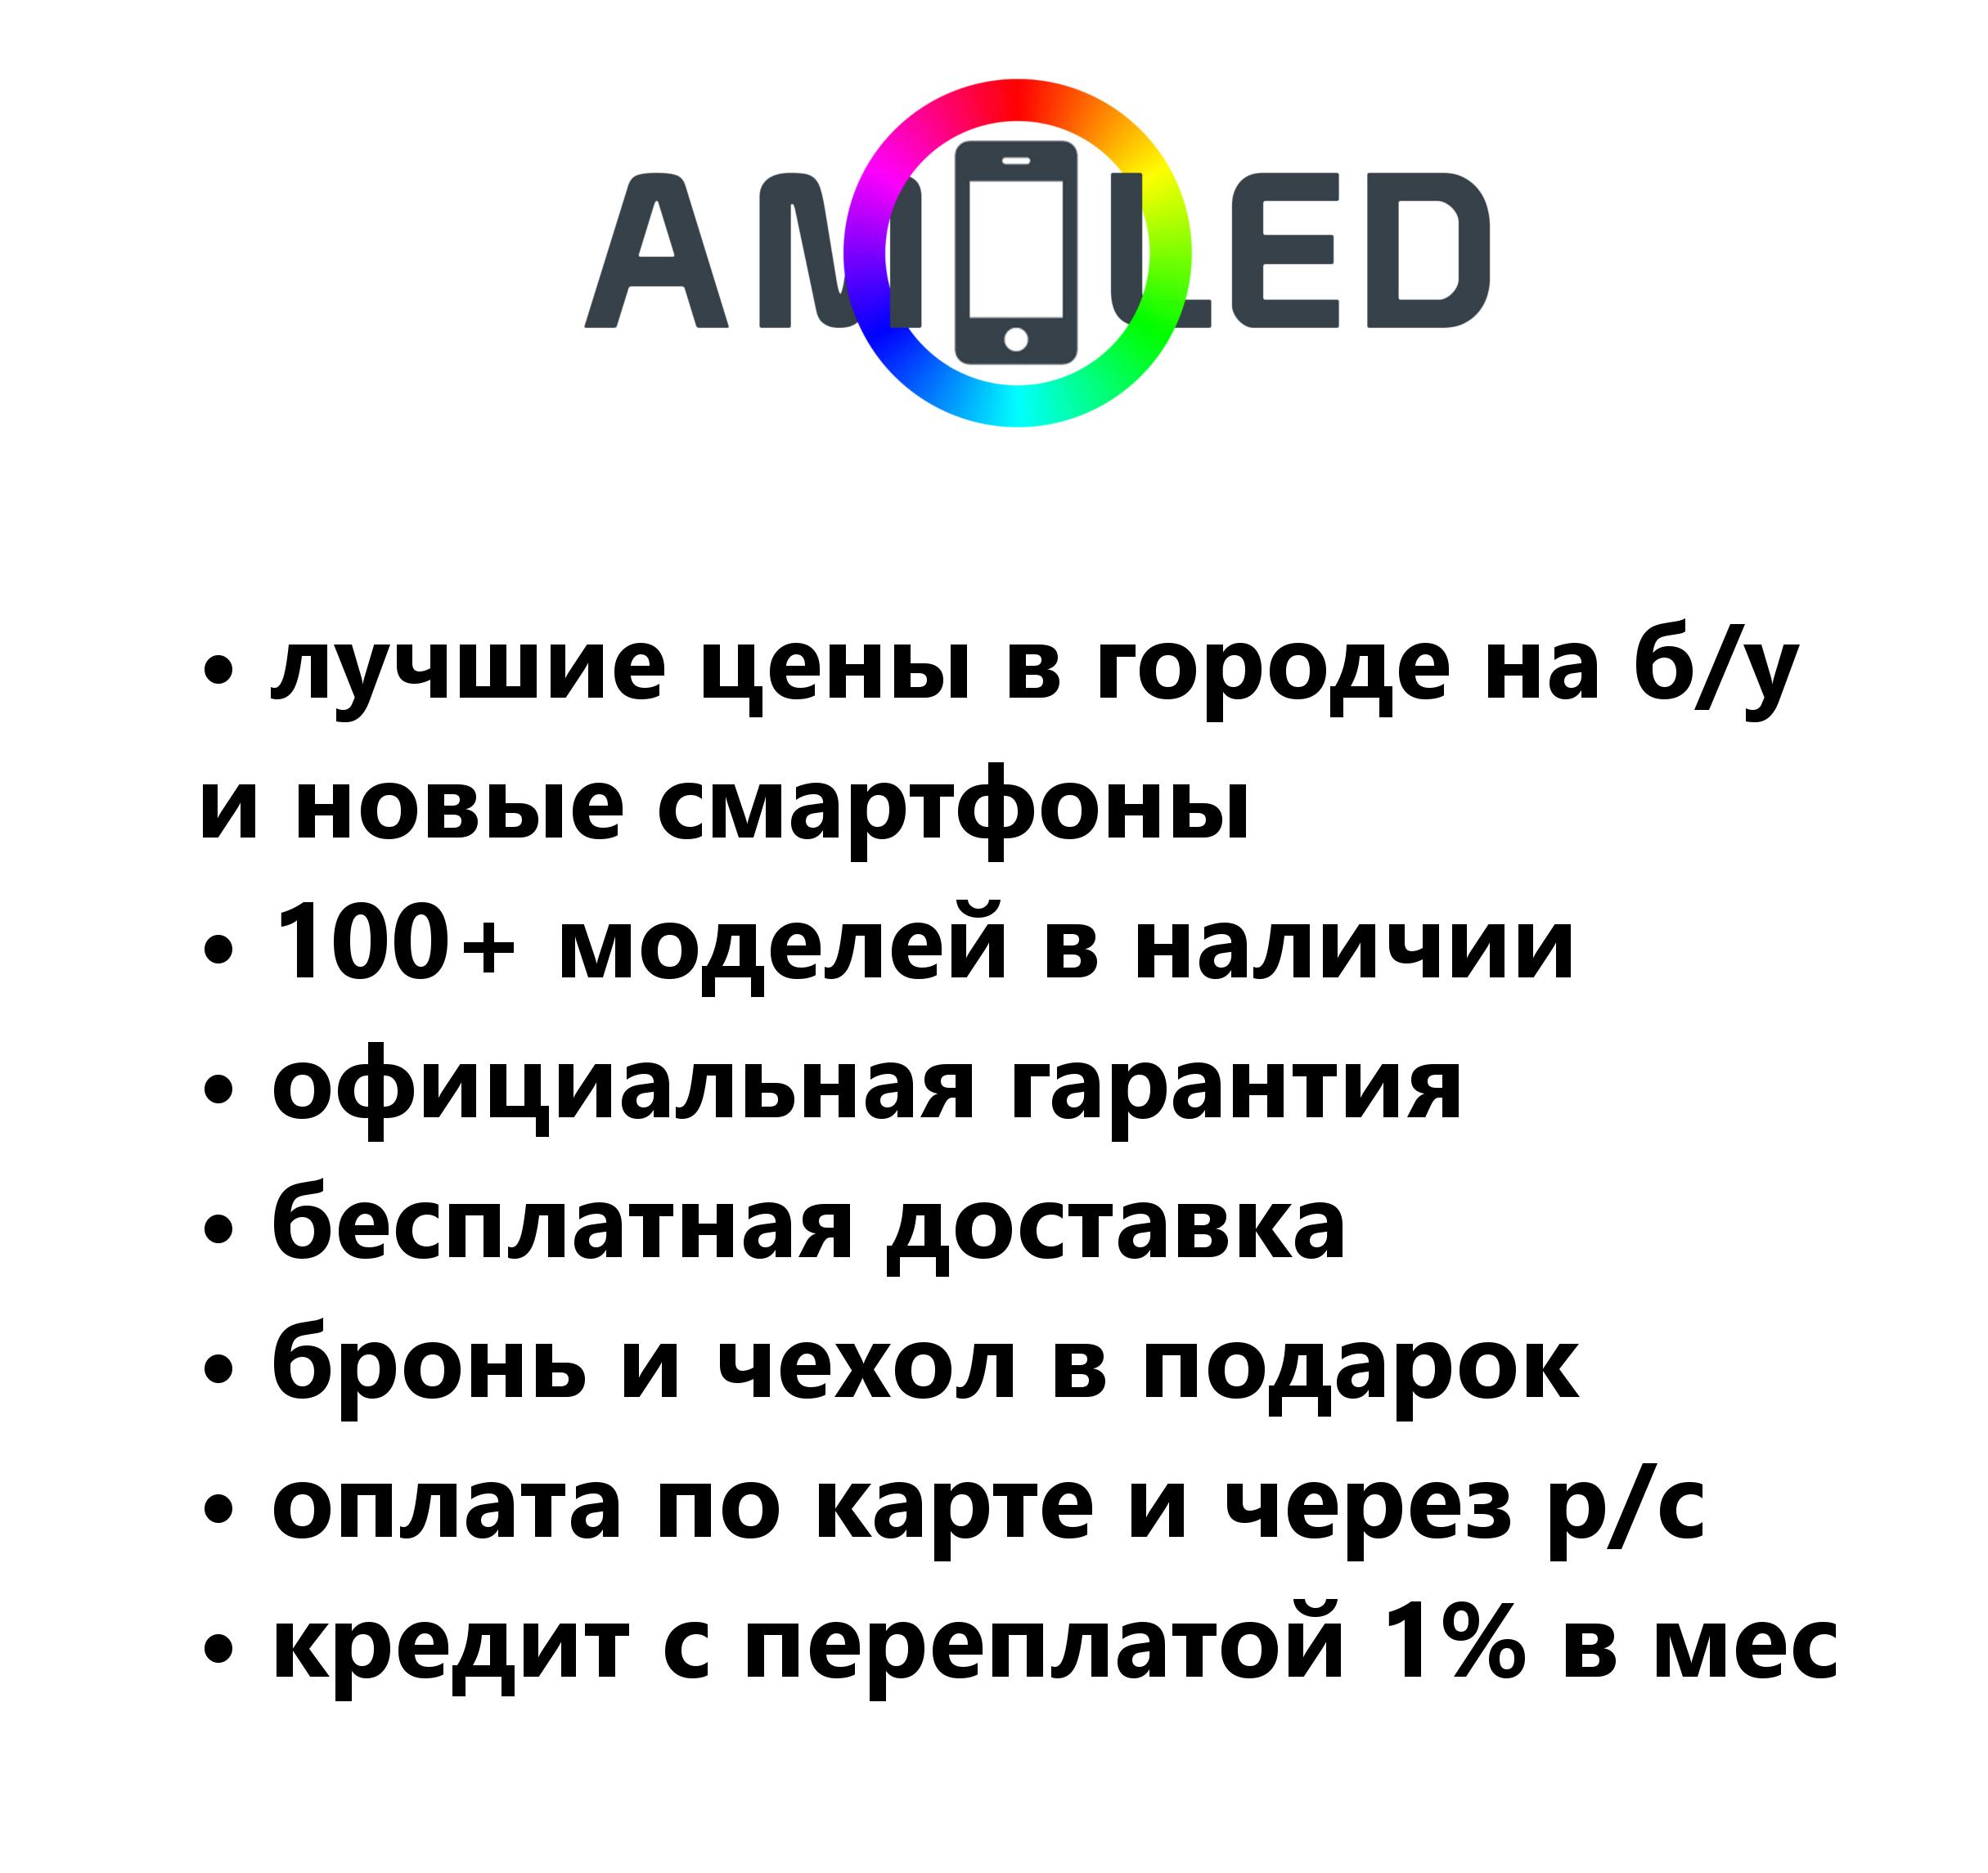 AMOLED
• лучшие цены в городе на б/у
и новые смартфоны
• 100+ моделей в наличии
• официальная гарантия
• бесплатная доставка
• бронь и чехол в подарок
• оплата по карте и через р/с
• кредит с переплатой 1% в мес